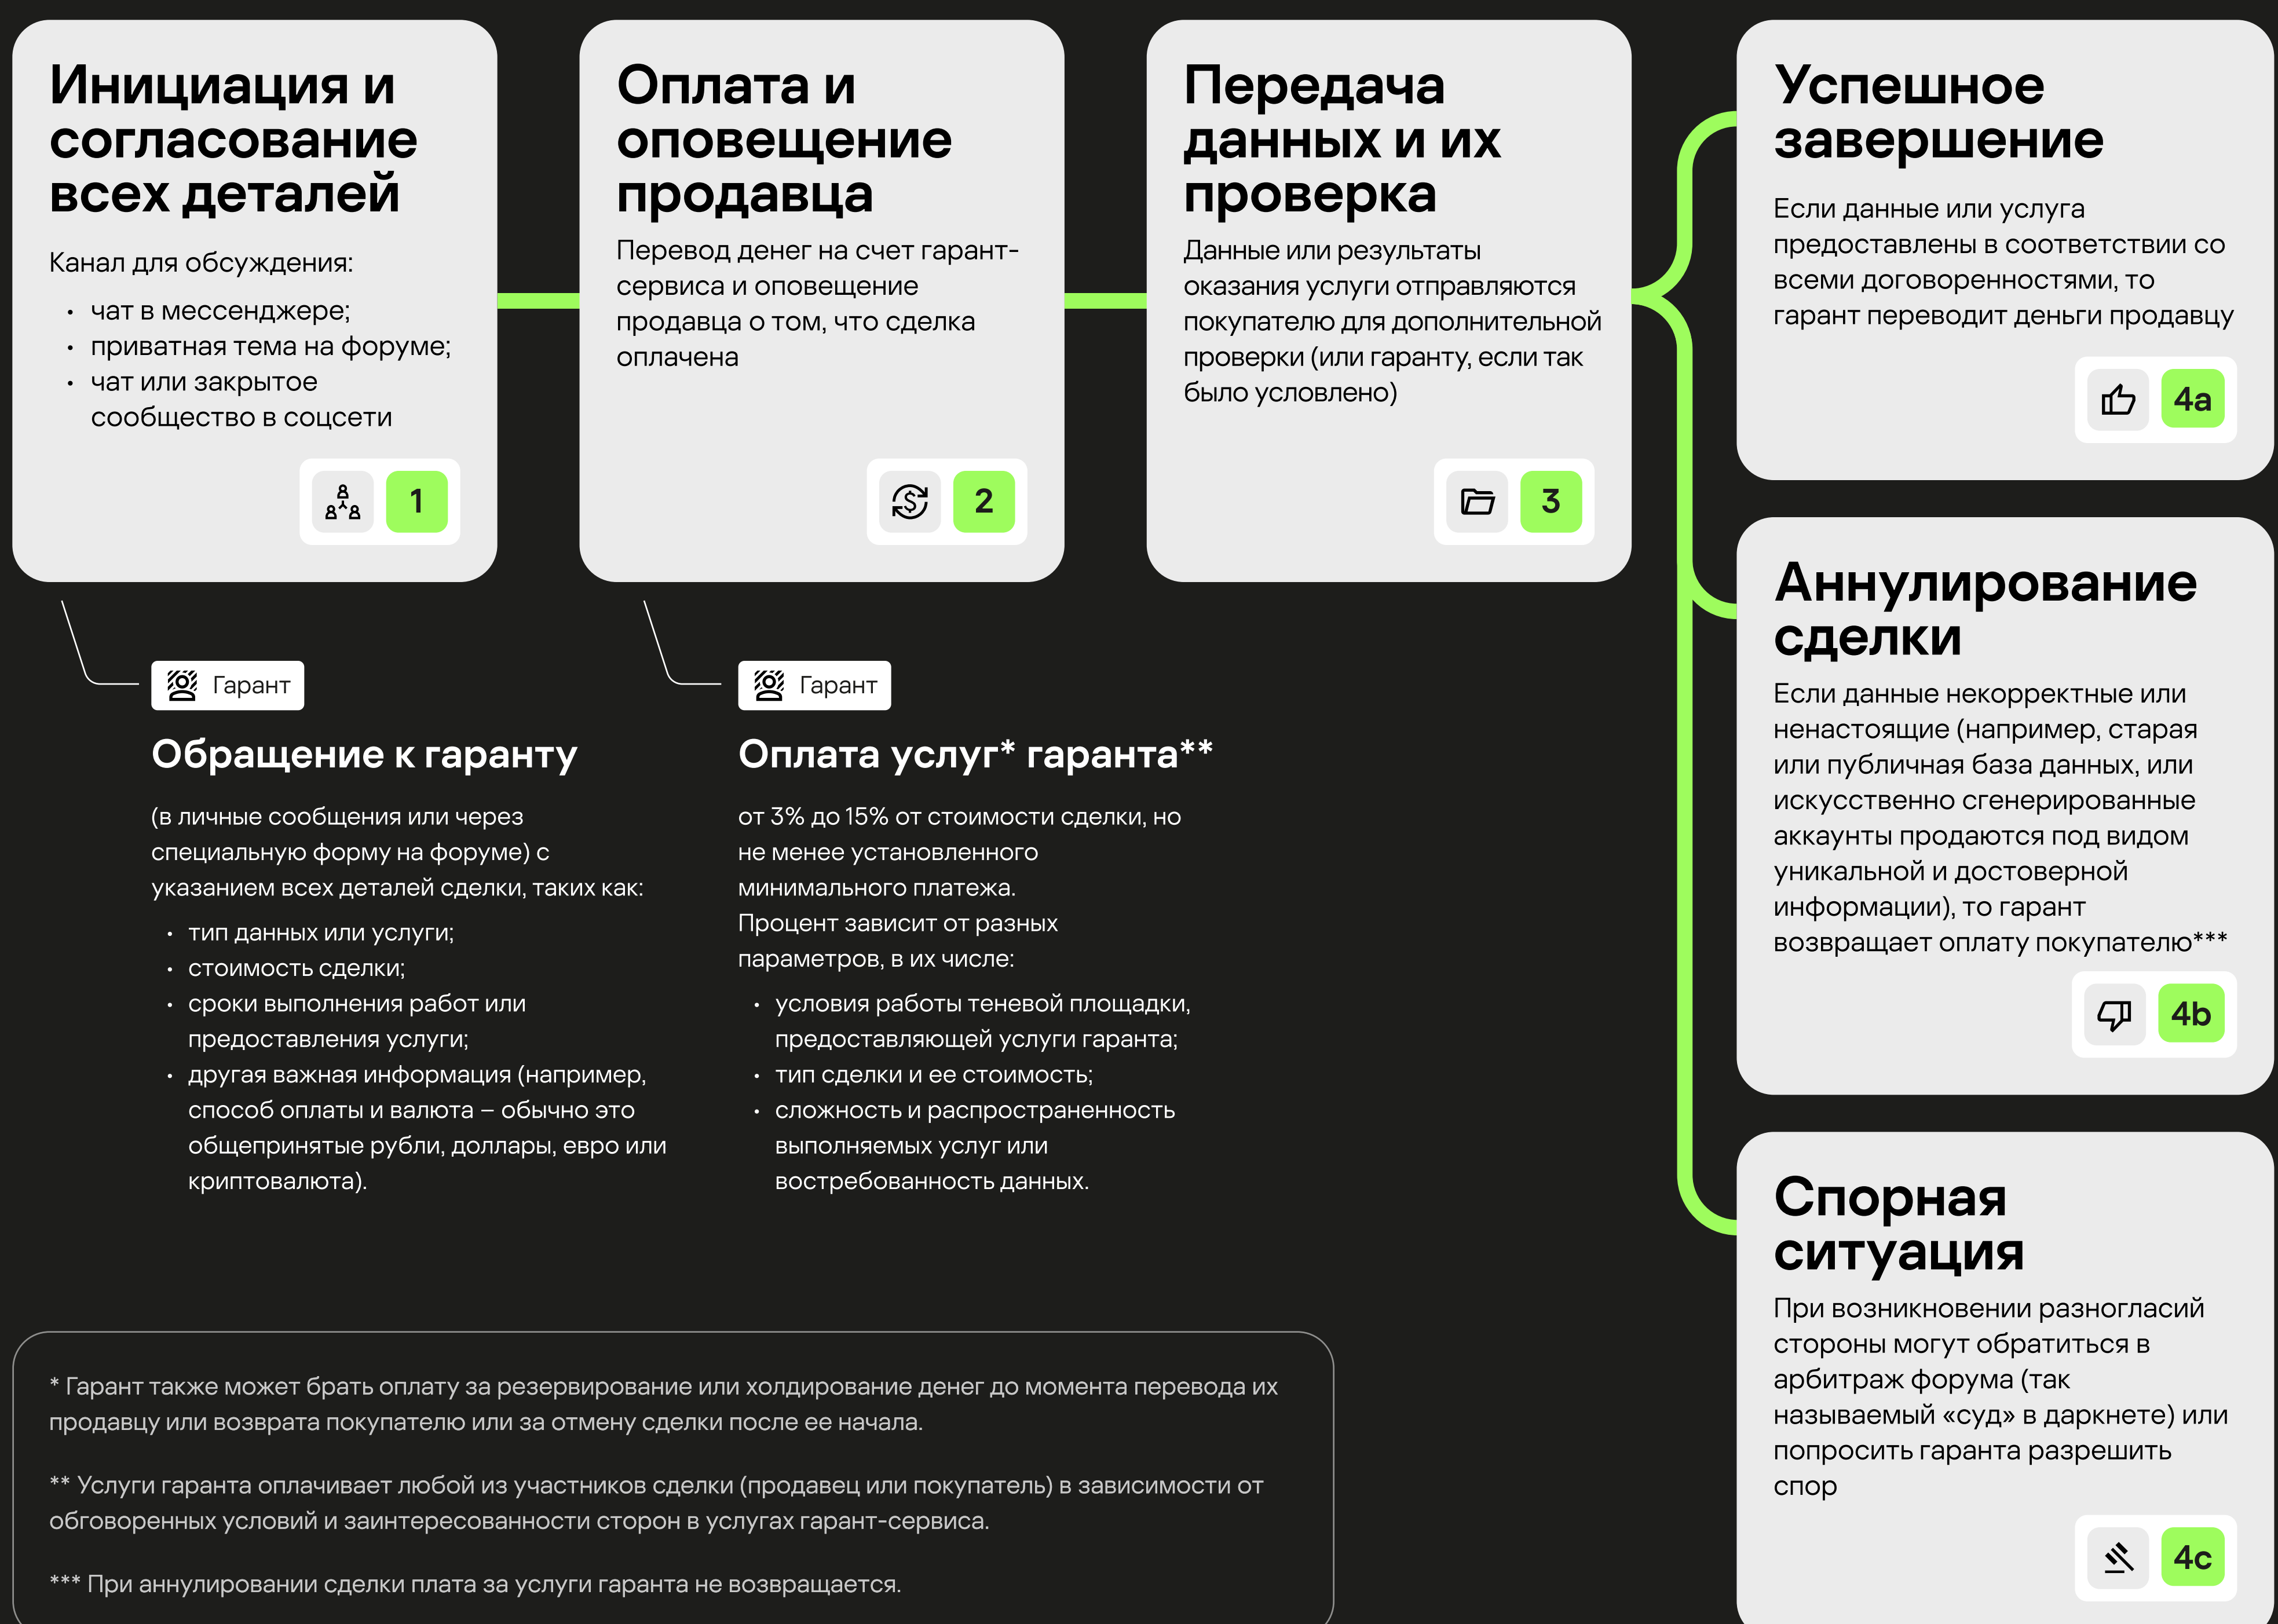 Инициация и
согласование
всех деталей
Канал для обсуждения:
• чат в мессенджере;
• приватная тема на форуме;
• чат или закрытое
сообщество в соцсети
1
Оплата и
оповещение
продавца
Перевод денег на счет гарант-
сервиса и оповещение
продавца о том, что сделка
оплачена
2
Передача
данных и их
проверка
Данные или результаты
оказания услуги отправляются
покупателю для дополнительной
проверки (или гаранту, если так
было условлено)
3
Успешное
завершение
Если данные или услуга
предоставлены в соответствии со
всеми договоренностями, то
гарант переводит деньги продавцу
4a
Аннулирование
сделки
Если данные некорректные или
ненастоящие (например, старая
или публичная база данных, или
искусственно сгенерированные
аккаунты продаются под видом
уникальной и достоверной
информации), то гарант
возвращает оплату покупателю***
4b
Спорная
ситуация
При возникновении разногласий
стороны могут обратиться в
арбитраж форума (так
называемый «суд» в даркнете) или
попросить гаранта разрешить
спор
4c
Гарант
Обращение к гаранту
(в личные сообщения или через
специальную форму на форуме) с
указанием всех деталей сделки, таких как:
• тип данных или услуги;
• стоимость сделки;
• сроки выполнения работ или
предоставления услуги;
• другая важная информация (например,
способ оплаты и валюта – обычно это
общепринятые рубли, доллары, евро или
криптовалюта).
Гарант
Оплата услуг* гаранта**
от 3% до 15% от стоимости сделки, но
не менее установленного
минимального платежа.
Процент зависит от разных
параметров, в их числе:
• условия работы теневой площадки,
предоставляющей услуги гаранта;
• тип сделки и ее стоимость;
• сложность и распространенность
выполняемых услуг или
востребованность данных.
* Гарант также может брать оплату за резервирование или холдирование денег до момента перевода их
продавцу или возврата покупателю или за отмену сделки после ее начала.
** Услуги гаранта оплачивает любой из участников сделки (продавец или покупатель) в зависимости от
обговоренных условий и заинтересованности сторон в услугах гарант-сервиса.
*** При аннулировании сделки плата за услуги гаранта не возвращается.